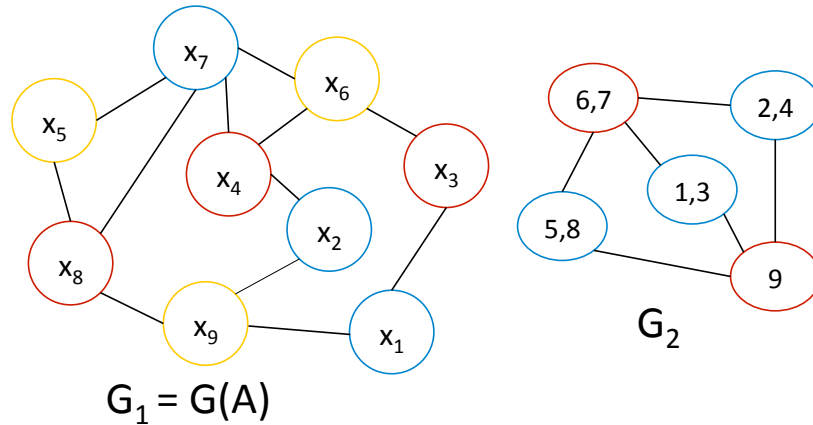 x₇
x₆
x₅
x₄
x₃
x₂
x₈
x₉
x₁
G₁ = G(A)
6,7
2,4
1,3
5,8
9
G₂